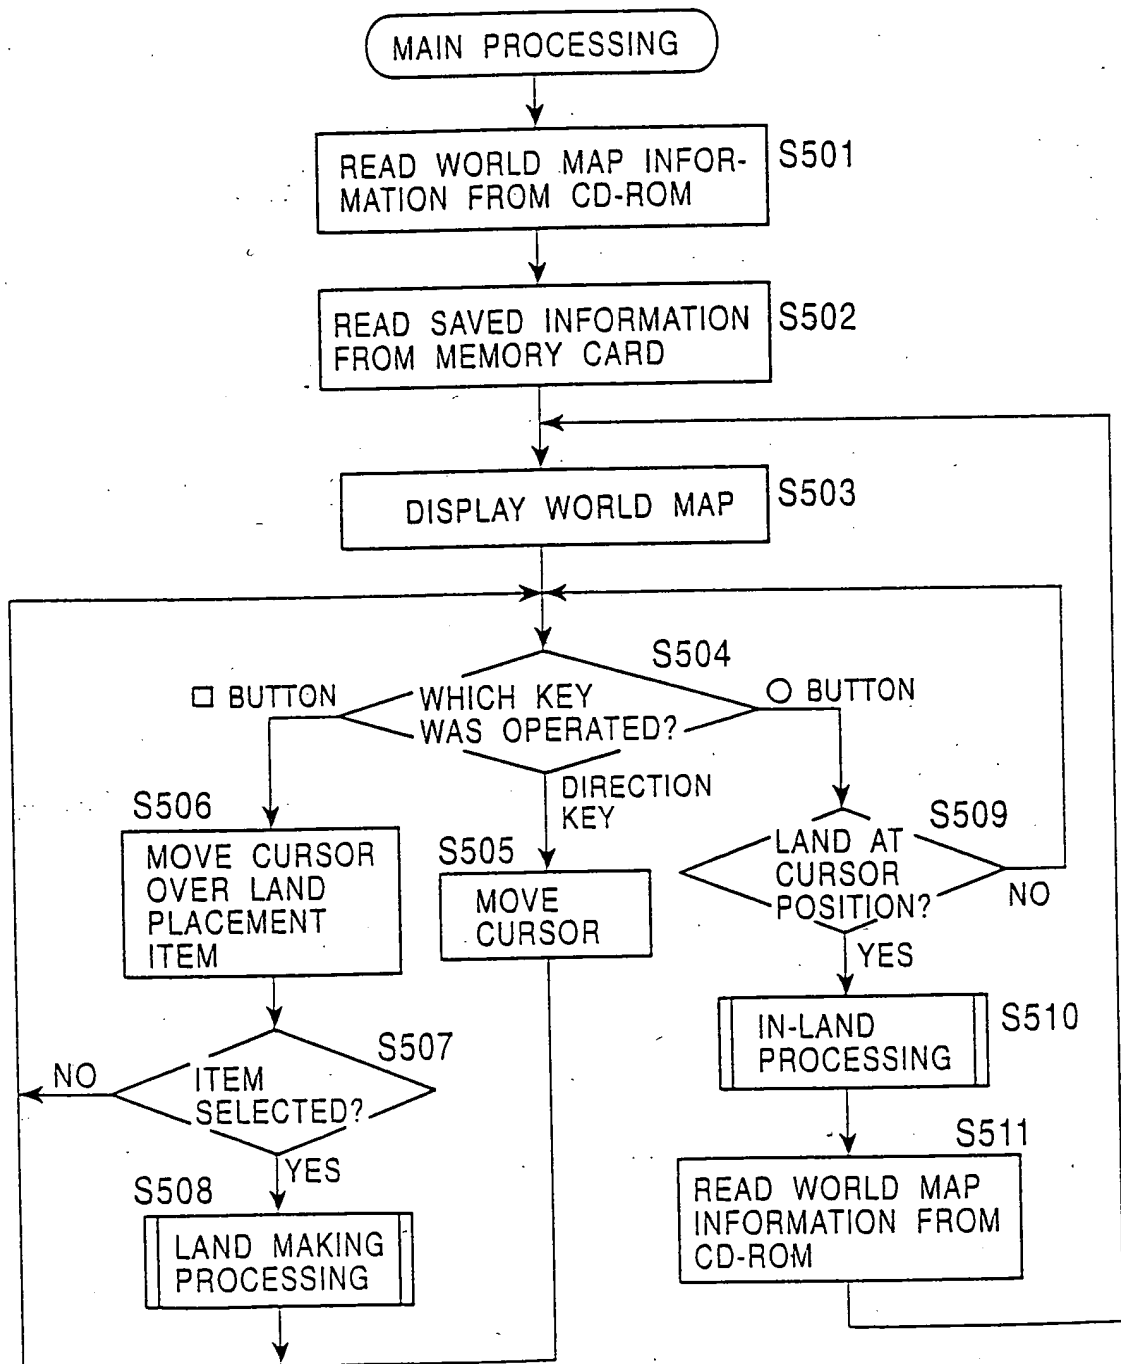 MAIN PROCESSING
READ WORLD MAP INFOR-
MATION FROM CD-ROM
S501
READ SAVED INFORMATION
FROM MEMORY CARD
S502
DISPLAY WORLD MAP
S503
S504
WHICH KEY
WAS OPERATED?
□ BUTTON
○ BUTTON
DIRECTION
KEY
S506
MOVE CURSOR
OVER LAND
PLACEMENT
ITEM
S505
MOVE
CURSOR
S509
LAND AT
CURSOR
POSITION?
NO
YES
S507
ITEM
SELECTED?
NO
YES
S510
IN-LAND
PROCESSING
S508
LAND MAKING
PROCESSING
S511
READ WORLD MAP
INFORMATION FROM
CD-ROM